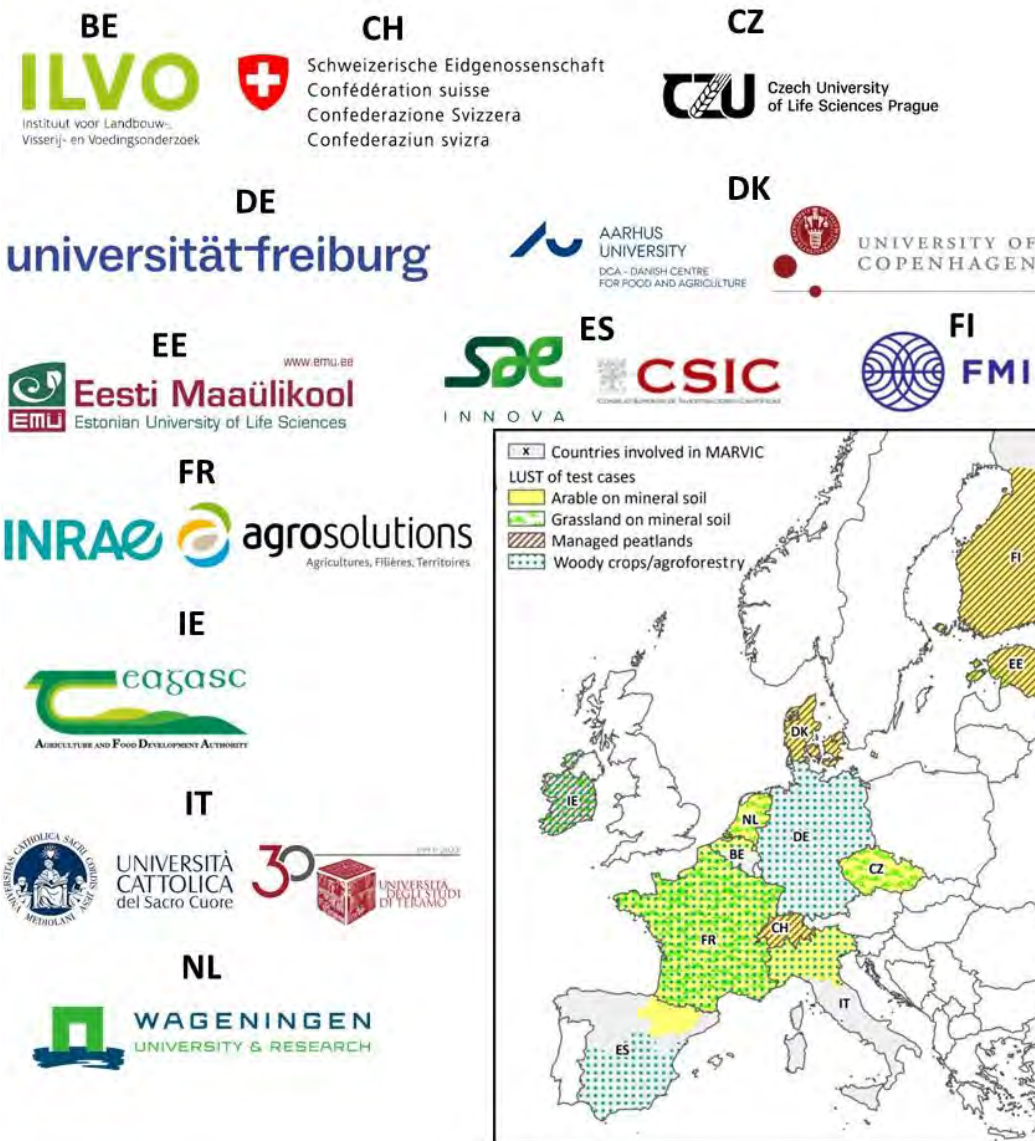 BE
ILVO
Instituut voor Landbouw-,
Visserij- en Voedingsonderzoek
CH
Schweizerische Eidgenossenschaft
Confédération suisse
Confederazione Svizzera
Confederaziun svizra
CZ
CZU
Czech University
of Life Sciences Prague
DE
universität freiburg
DK
AARHUS
UNIVERSITY
DCA - DANISH CENTRE
FOR FOOD AND AGRICULTURE
UNIVERSITY OF
COPENHAGEN
EE
www.emu.ee
EMÜ
Eesti Maaülikool
Estonian University of Life Sciences
ES
sae
INNOVA
CSIC
FI
FMI
FR
INRAE
agrosolutions
Agricultures, Filières, Territoires
IE
Teagasc
AGRICULTURE AND FOOD DEVELOPMENT AUTHORITY
IT
UNIVERSITÀ
CATTOLICA
del Sacro Cuore
30
UNIVERSITÀ
DEGLI STUDI
DI TERAMO
NL
WAGENINGEN
UNIVERSITY & RESEARCH
x Countries involved in MARVIC
LUST of test cases
Arable on mineral soil
Grassland on mineral soil
Managed peatlands
Woody crops/agroforestry
FI
EE
DK
IE
NL
DE
BE
CZ
FR
CH
IT
ES